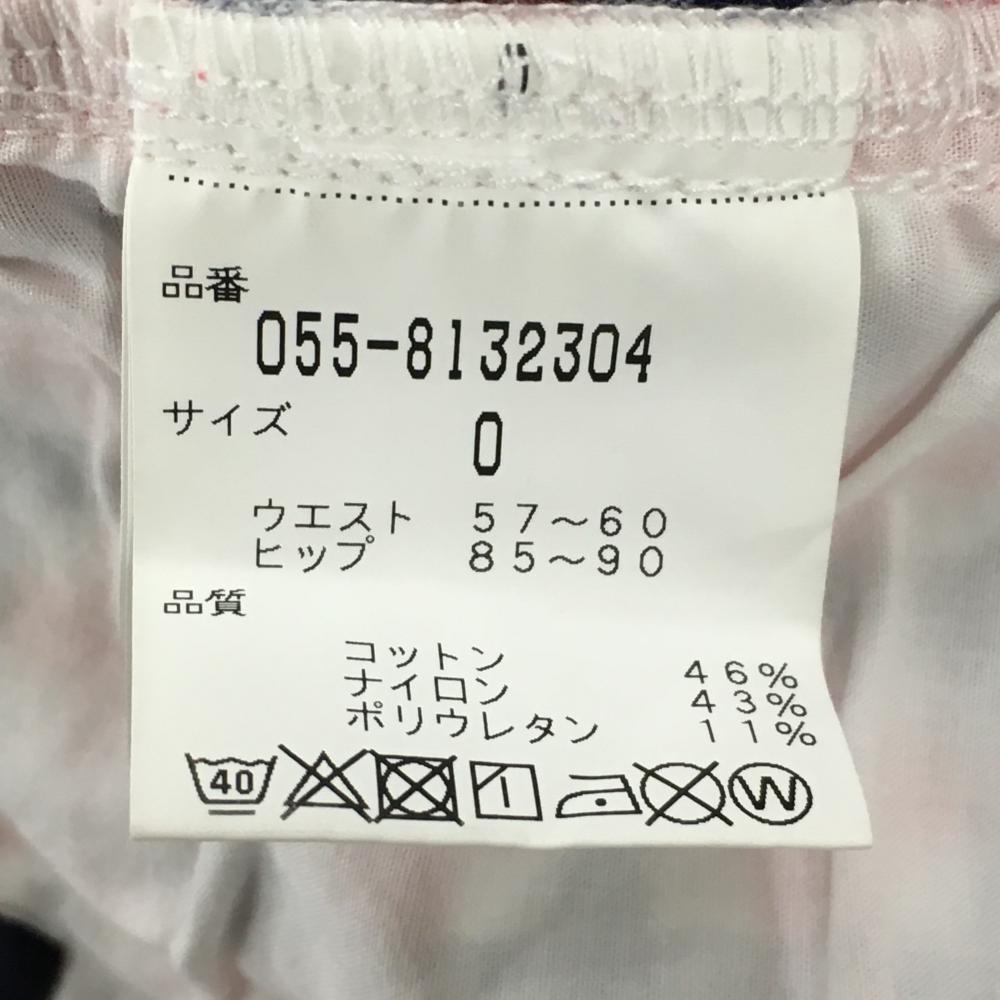 品番
055-8132304
サイズ
0
ウエスト 57～60
ヒップ 85～90
品質
コットン 46%
ナイロン 43%
ポリウレタン 11%
40 W